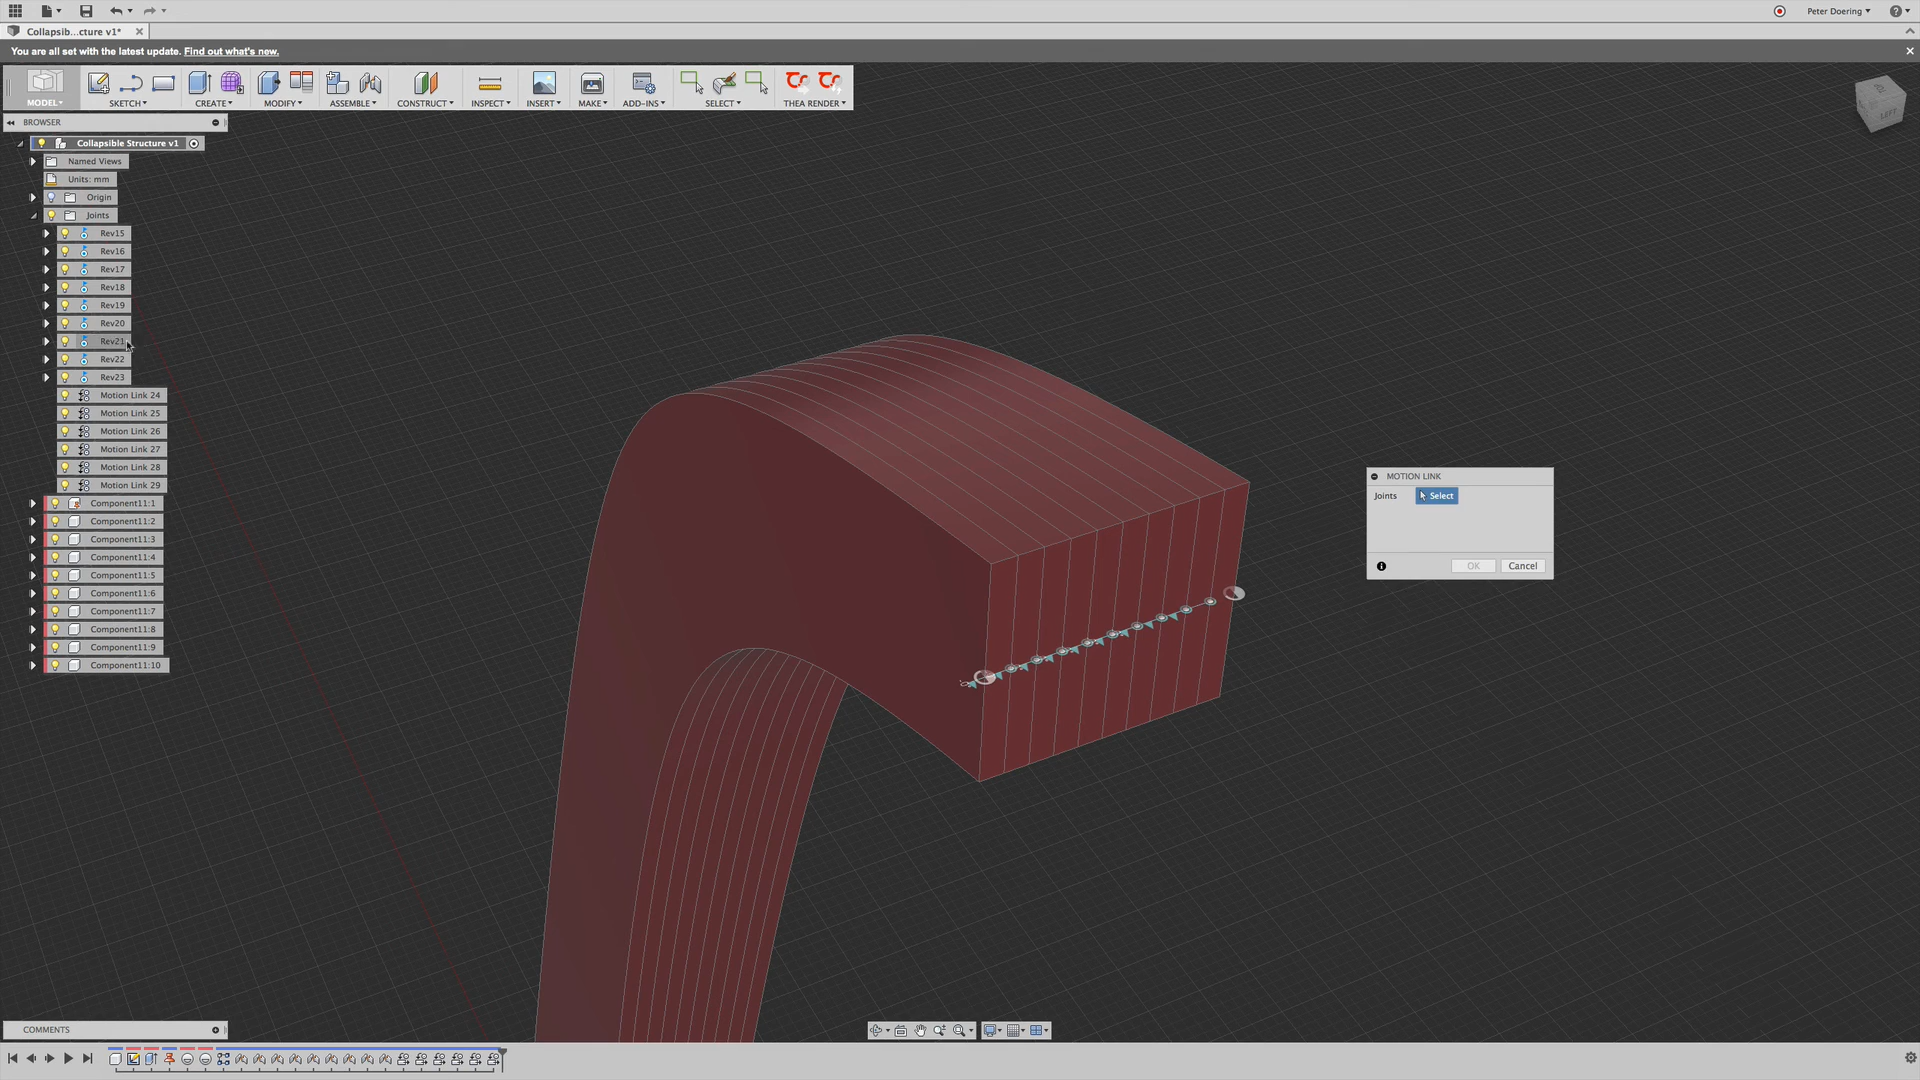 Peter Doering
Collapsib...cture v1*
You are all set with the latest update. Find out what's new.
MODEL
SKETCH
CREATE
MODIFY
ASSEMBLE
CONSTRUCT
INSPECT
INSERT
MAKE
ADD-INS
SELECT
THEA RENDER
LEFT
BROWSER
Collapsible Structure v1
Named Views
Units: mm
Origin
Joints
Rev15
Rev16
Rev17
Rev18
Rev19
Rev20
Rev21
Rev22
Rev23
Motion Link 24
Motion Link 25
Motion Link 26
Motion Link 27
Motion Link 28
Motion Link 29
Component11:1
Component11:2
Component11:3
Component11:4
Component11:5
Component11:6
Component11:7
Component11:8
Component11:9
Component11:10
MOTION LINK
Joints Select
OK Cancel
COMMENTS